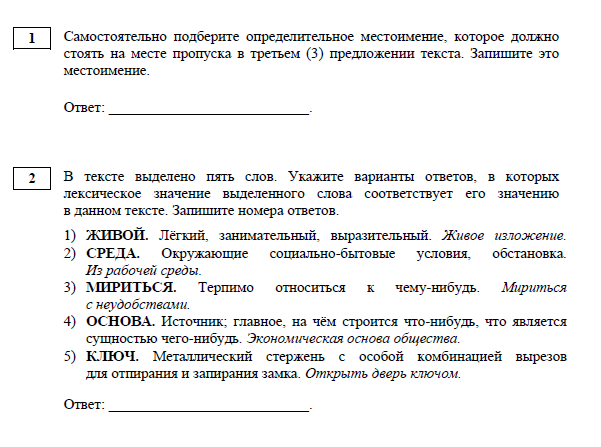 1
Самостоятельно подберите определительное местоимение, которое должно
стоять на месте пропуска в третьем (3) предложении текста. Запишите это
местоимение.
Ответ: ___________________________.
2
В тексте выделено пять слов. Укажите варианты ответов, в которых
лексическое значение выделенного слова соответствует его значению
в данном тексте. Запишите номера ответов.
1) ЖИВОЙ. Лёгкий, занимательный, выразительный. Живое изложение.
2) СРЕДА. Окружающие социально-бытовые условия, обстановка.
Из рабочей среды.
3) МИРИТЬСЯ. Терпимо относиться к чему-нибудь. Мириться
с неудобствами.
4) ОСНОВА. Источник; главное, на чём строится что-нибудь, что является
сущностью чего-нибудь. Экономическая основа общества.
5) КЛЮЧ. Металлический стержень с особой комбинацией вырезов
для отпирания и запирания замка. Открыть дверь ключом.
Ответ: ___________________________.